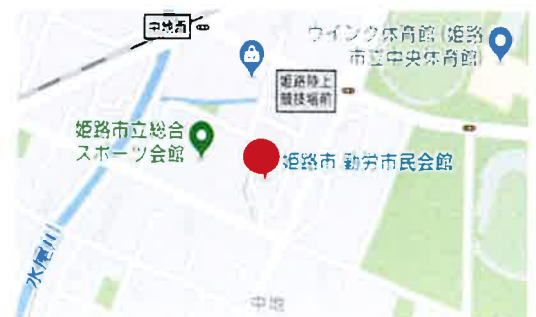 中地西
ウインク体育館(姫路
市立中央体育館)
姫路陸上
競技場前
姫路市立総合
スポーツ会館
姫路市 勤労市民会館
水尾川
中地